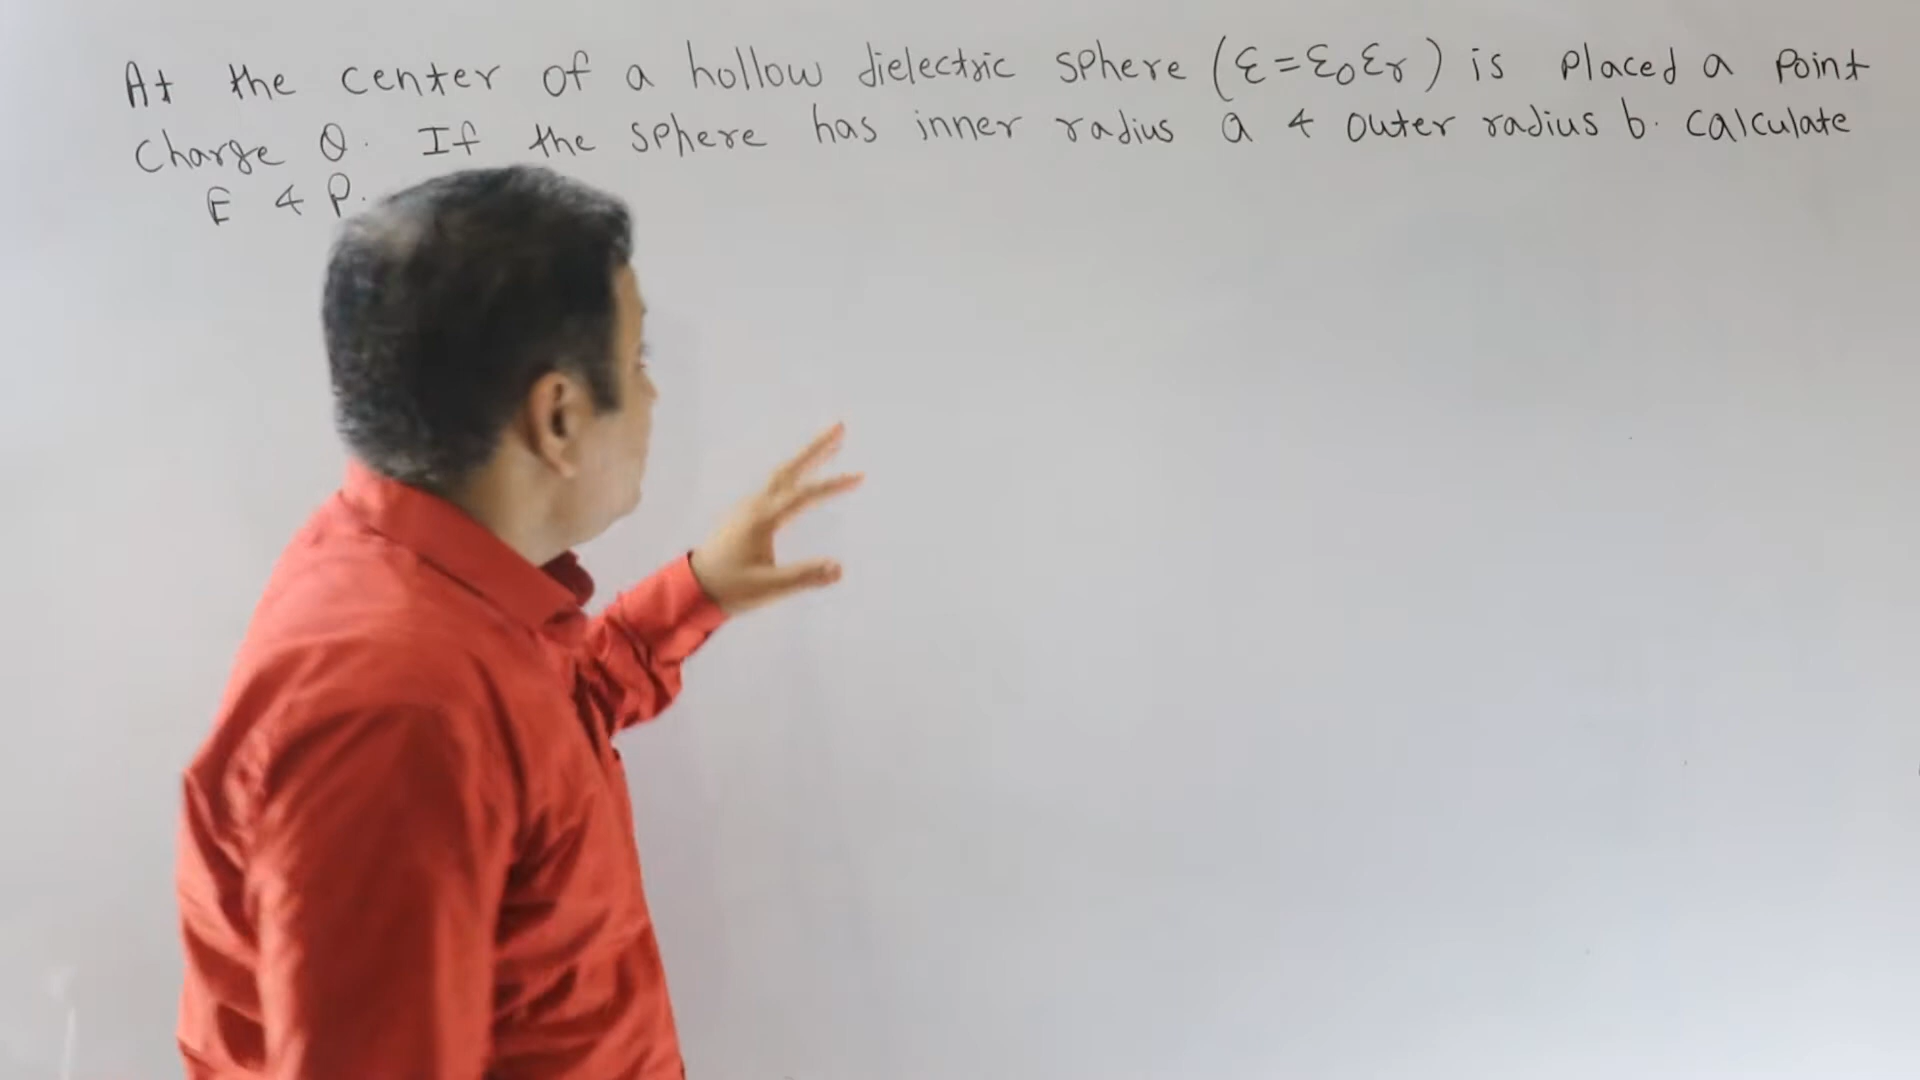 At the center of a hollow dielectric sphere (ε=ε₀εᵣ) is placed a point
charge Q. If the sphere has inner radius a & outer radius b. calculate
E & P.